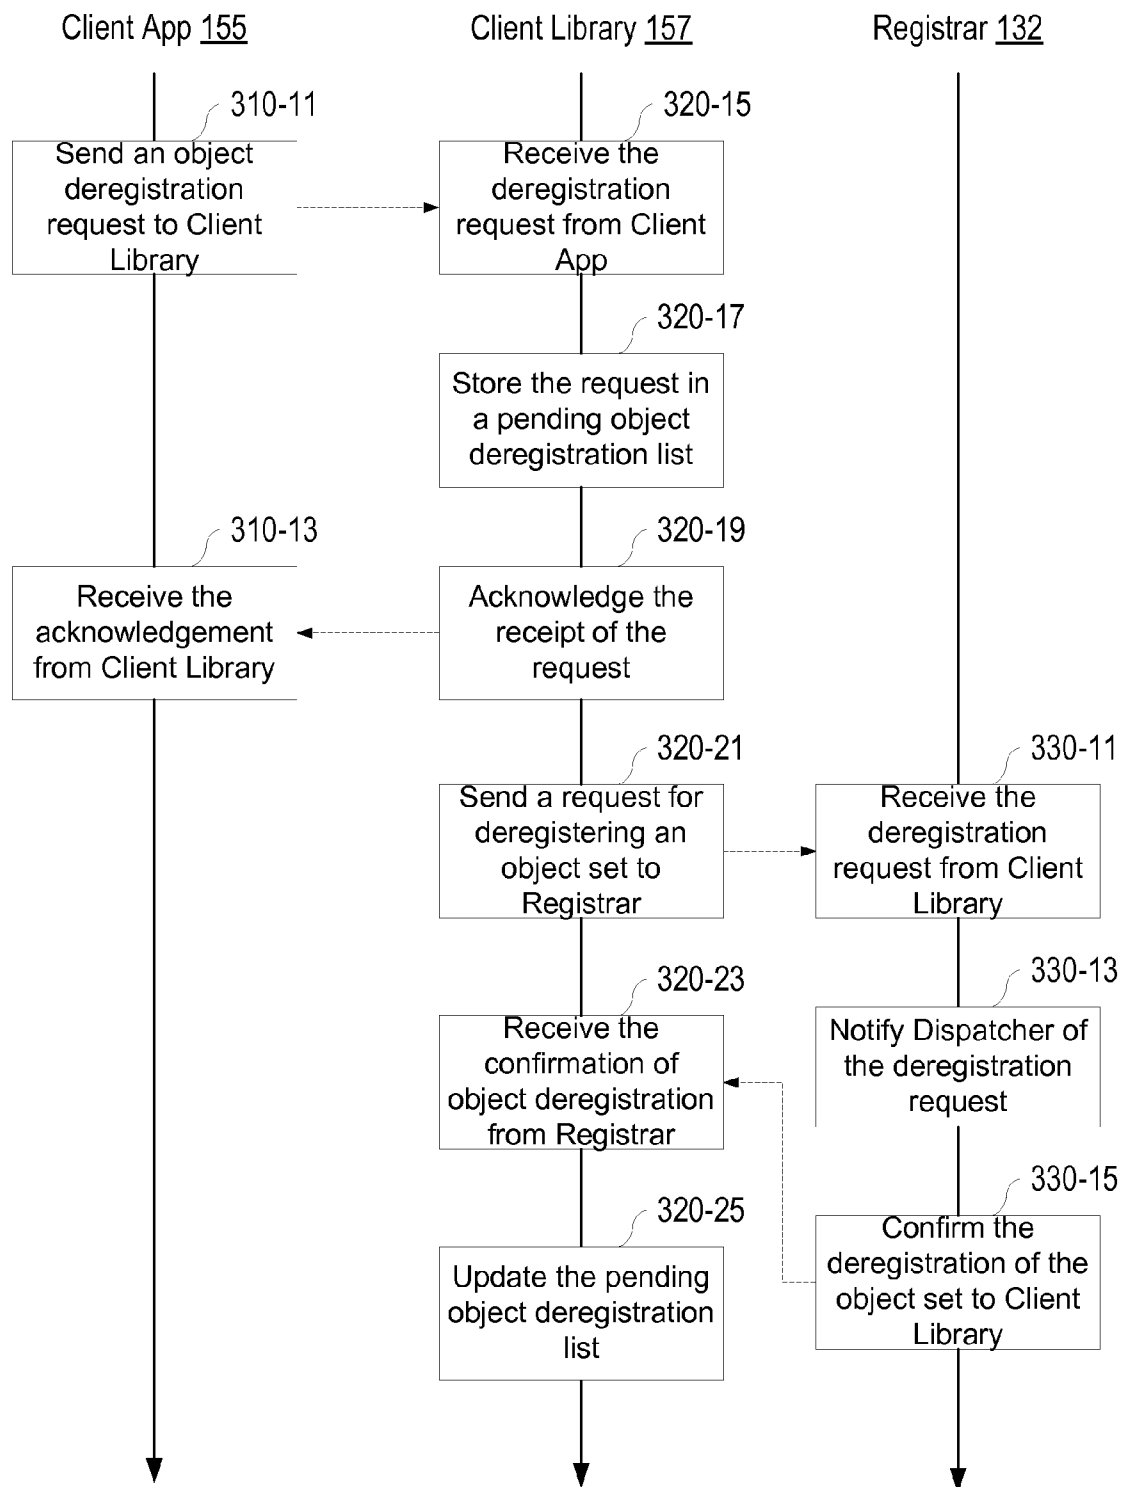 Client App 155
Client Library 157
Registrar 132
310-11
Send an object
deregistration
request to Client
Library
320-15
Receive the
deregistration
request from Client
App
320-17
Store the request in
a pending object
deregistration list
310-13
Receive the
acknowledgement
from Client Library
320-19
Acknowledge the
receipt of the
request
320-21
Send a request for
deregistering an
object set to
Registrar
330-11
Receive the
deregistration
request from Client
Library
320-23
Receive the
confirmation of
object deregistration
from Registrar
330-13
Notify Dispatcher of
the deregistration
request
330-15
Confirm the
deregistration of the
object set to Client
Library
320-25
Update the pending
object deregistration
list